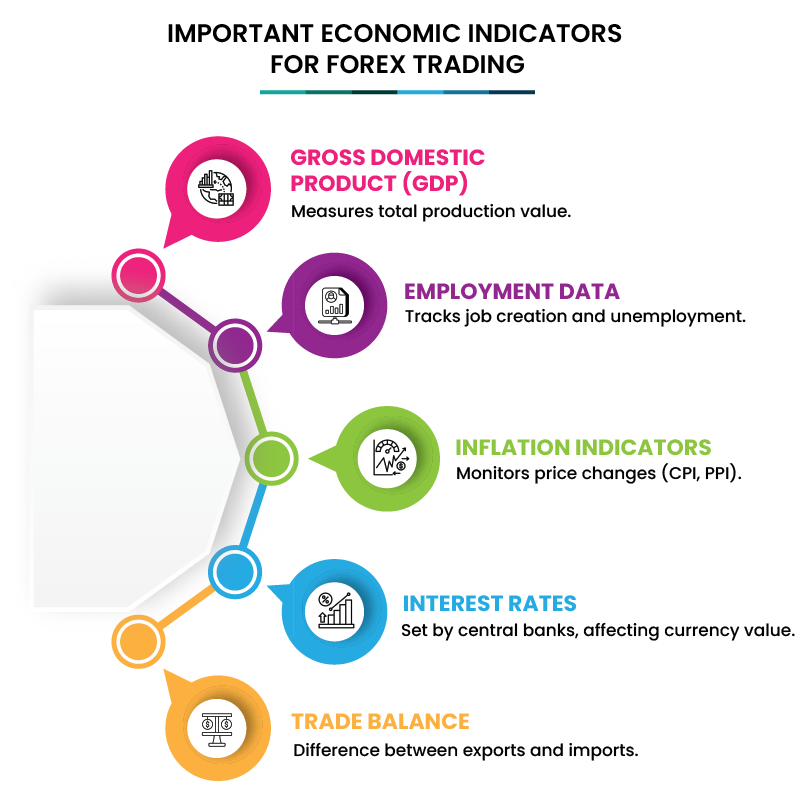 IMPORTANT ECONOMIC INDICATORS
FOR FOREX TRADING
GROSS DOMESTIC
PRODUCT (GDP)
Measures total production value.
EMPLOYMENT DATA
Tracks job creation and unemployment.
INFLATION INDICATORS
Monitors price changes (CPI, PPI).
INTEREST RATES
Set by central banks, affecting currency value.
TRADE BALANCE
Difference between exports and imports.